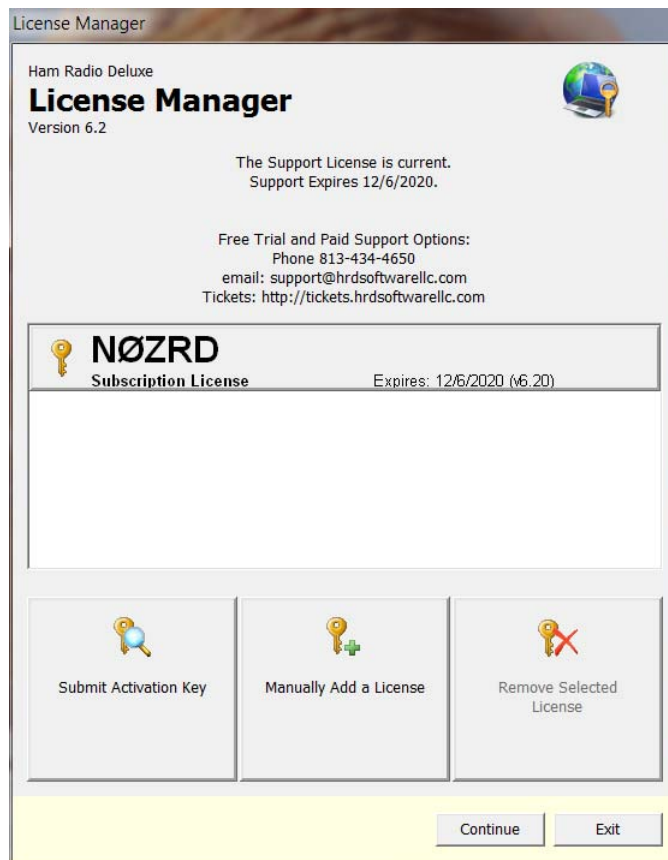 License Manager
Ham Radio Deluxe
License Manager
Version 6.2
The Support License is current.
Support Expires 12/6/2020.
Free Trial and Paid Support Options:
Phone 813-434-4650
email: support@hrdsoftwarellc.com
Tickets: http://tickets.hrdsoftwarellc.com
NØZRD
Subscription License Expires: 12/6/2020 (v6.20)
Submit Activation Key
Manually Add a License
Remove Selected
License
Continue
Exit